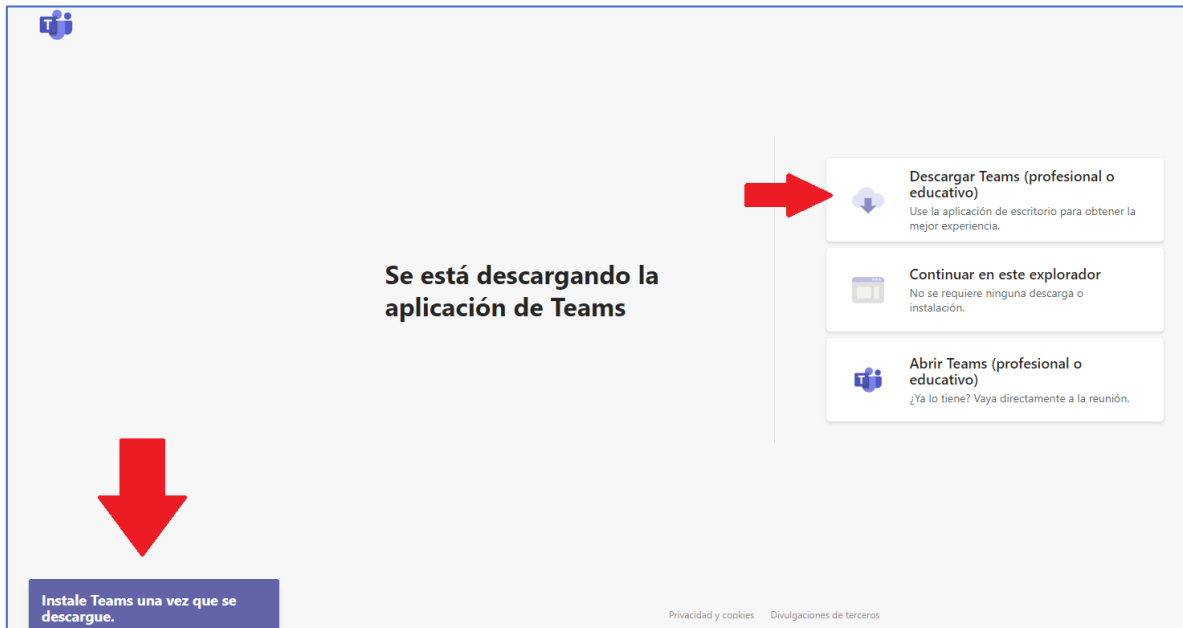 Se está descargando la
aplicación de Teams
Descargar Teams (profesional o
educativo)
Use la aplicación de escritorio para obtener la
mejor experiencia.
Continuar en este explorador
No se requiere ninguna descarga o
instalación.
Abrir Teams (profesional o
educativo)
¿Ya lo tiene? Vaya directamente a la reunión.
Instale Teams una vez que se
descargue.
Privacidad y cookies Divulgaciones de terceros